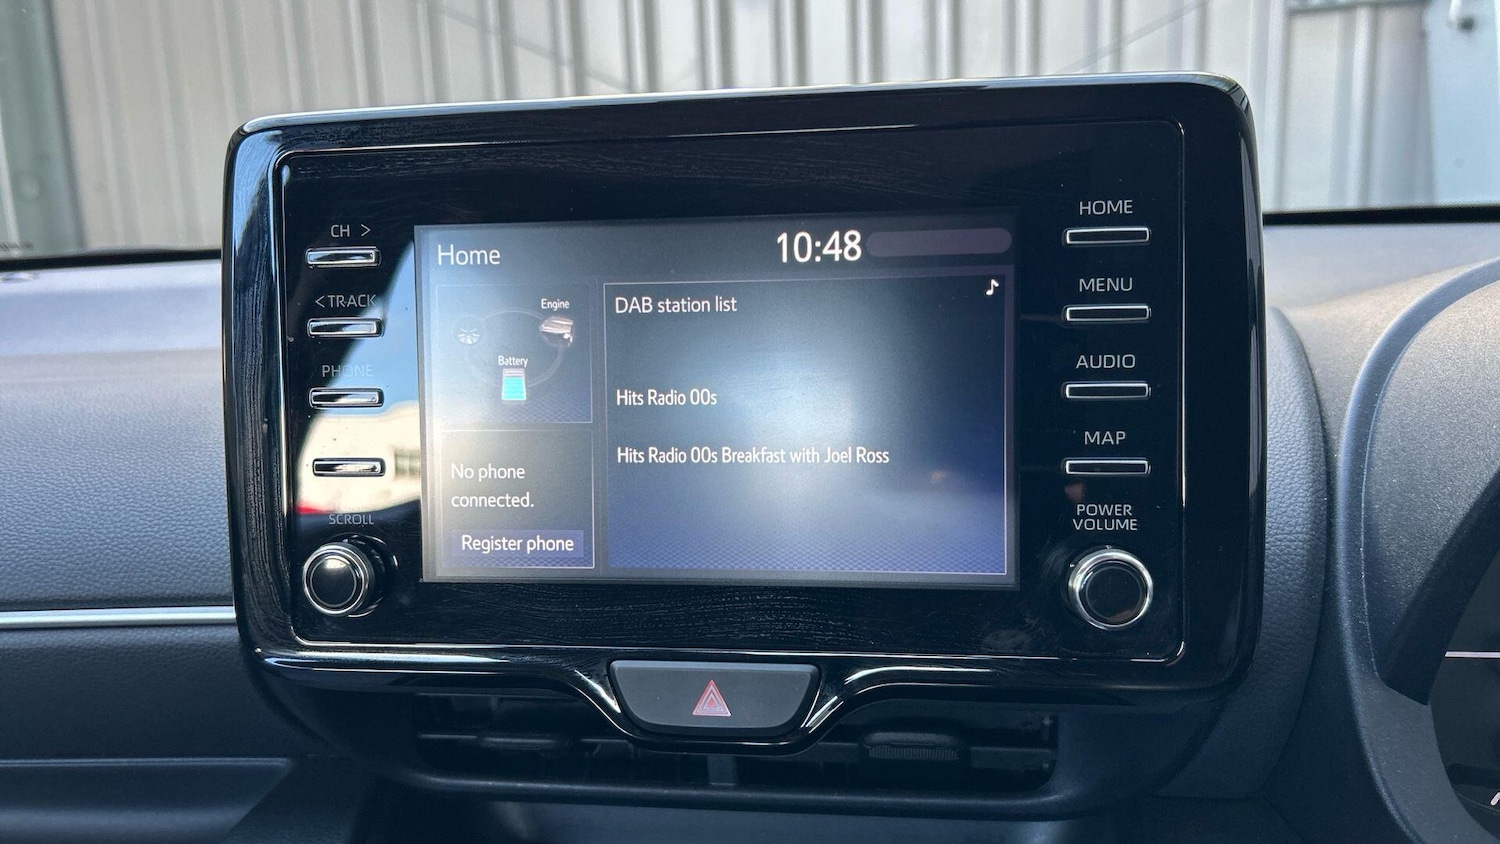 CH >
< TRACK
PHONE
SCROLL
Home
10:48
Engine
Battery
No phone
connected.
Register phone
DAB station list
Hits Radio 00s
Hits Radio 00s Breakfast with Joel Ross
HOME
MENU
AUDIO
MAP
POWER
VOLUME